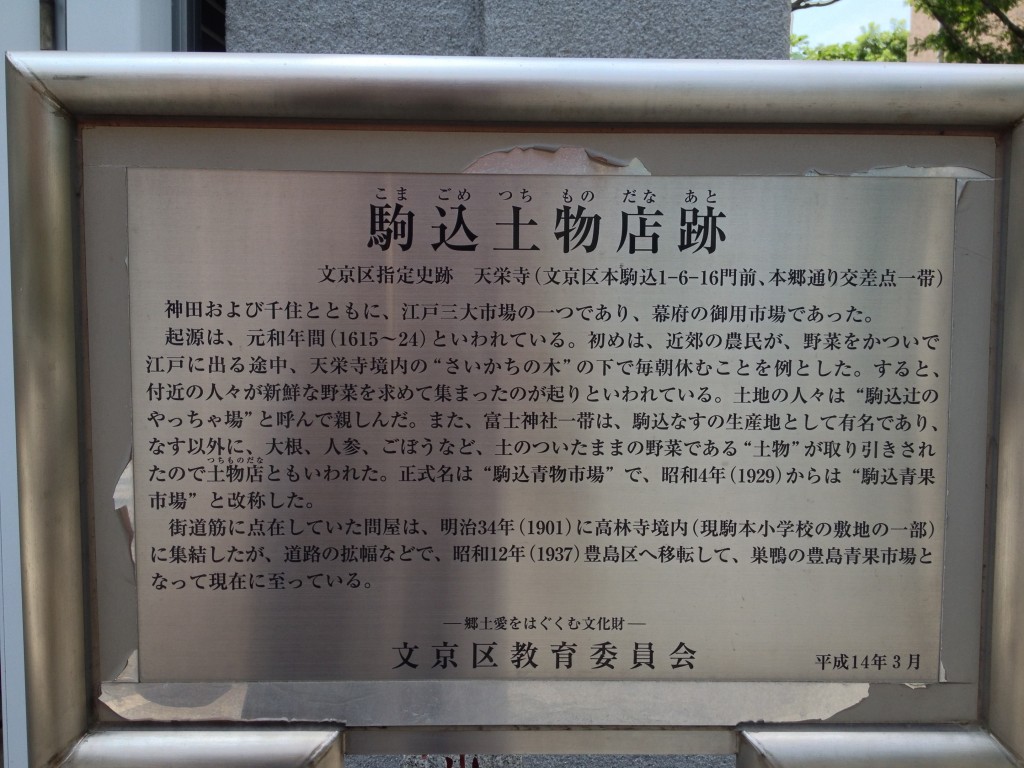 こま ごめ つち もの だな あと
駒込土物店跡
文京区指定史跡　天栄寺(文京区本駒込1-6-16門前、本郷通り交差点一帯)
神田および千住とともに、江戸三大市場の一つであり、幕府の御用市場であった。
起源は、元和年間(1615〜24)といわれている。初めは、近郊の農民が、野菜をかついで
江戸に出る途中、天栄寺境内の“さいかちの木”の下で毎朝休むことを例とした。すると、
付近の人々が新鮮な野菜を求めて集まったのが起りといわれている。土地の人々は“駒込辻の
やっちゃ場”と呼んで親しんだ。また、富士神社一帯は、駒込なすの生産地として有名であり、
なす以外に、大根、人参、ごぼうなど、土のついたままの野菜である“土物”が取り引きされ
つちものだな
たので土物店ともいわれた。正式名は“駒込青物市場”で、昭和4年(1929)からは“駒込青果
市場”と改称した。
街道筋に点在していた問屋は、明治34年(1901)に高林寺境内(現駒本小学校の敷地の一部)
に集結したが、道路の拡幅などで、昭和12年(1937)豊島区へ移転して、巣鴨の豊島青果市場と
なって現在に至っている。
―郷土愛をはぐくむ文化財―
文京区教育委員会
平成14年3月